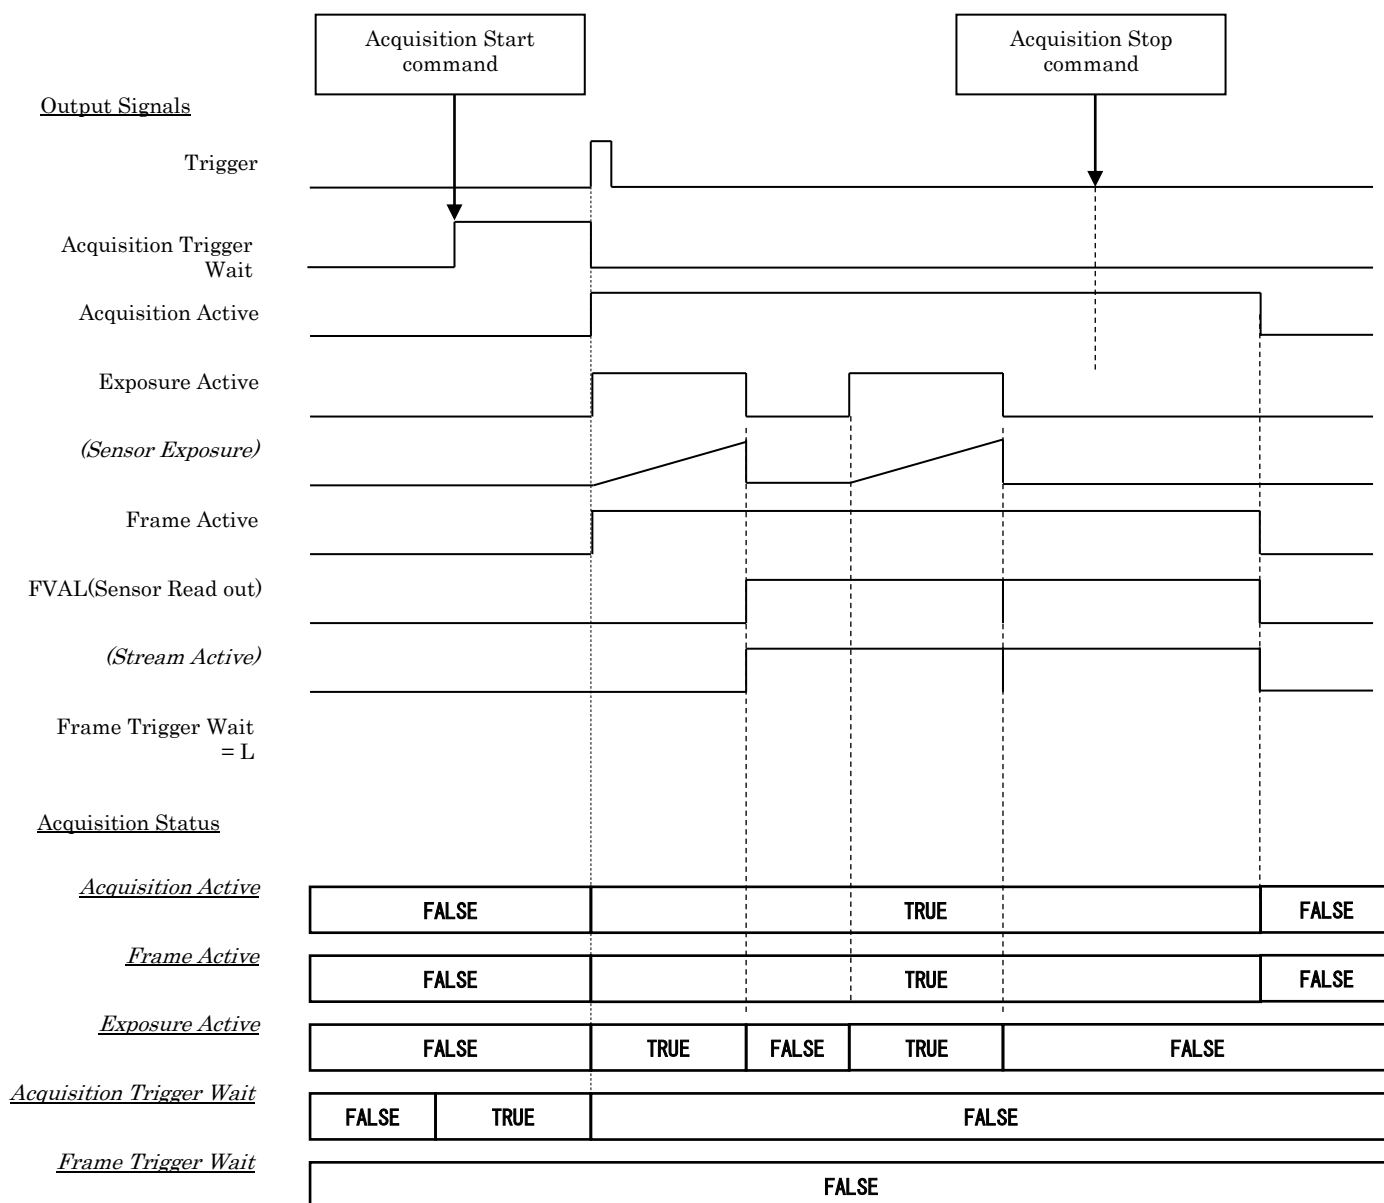 Acquisition Start
command
Acquisition Stop
command
Output Signals
Trigger
Acquisition Trigger
Wait
Acquisition Active
Exposure Active
(Sensor Exposure)
Frame Active
FVAL(Sensor Read out)
(Stream Active)
Frame Trigger Wait
= L
Acquisition Status
Acquisition Active
FALSE TRUE FALSE
Frame Active
FALSE TRUE FALSE
Exposure Active
FALSE TRUE FALSE TRUE FALSE
Acquisition Trigger Wait
FALSE TRUE FALSE
Frame Trigger Wait
FALSE